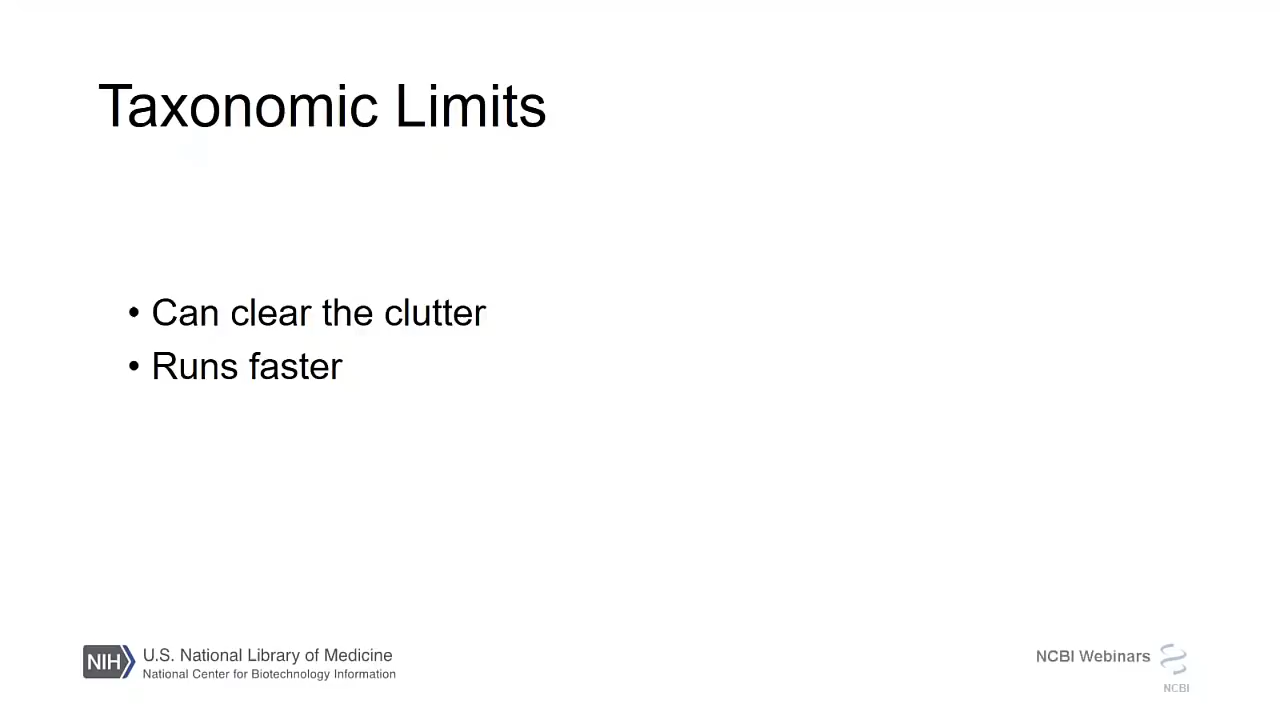 Taxonomic Limits
• Can clear the clutter
• Runs faster
NIH U.S. National Library of Medicine
National Center for Biotechnology Information
NCBI Webinars
NCBI